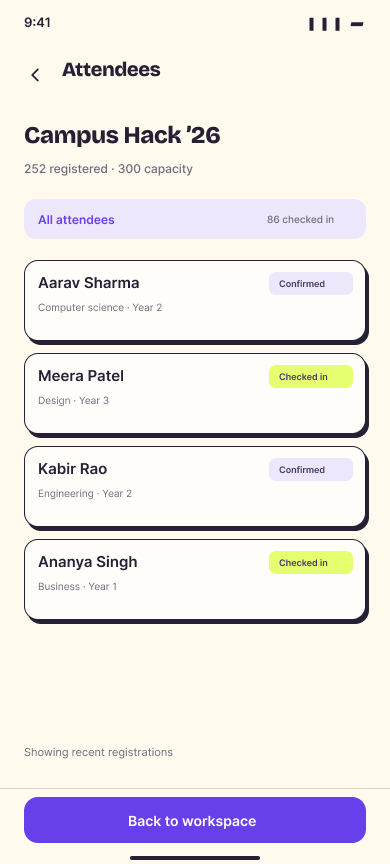 9:41
Attendees
Campus Hack ’26
252 registered · 300 capacity
All attendees 86 checked in
Aarav Sharma Confirmed
Computer science · Year 2
Meera Patel Checked in
Design · Year 3
Kabir Rao Confirmed
Engineering · Year 2
Ananya Singh Checked in
Business · Year 1
Showing recent registrations
Back to workspace